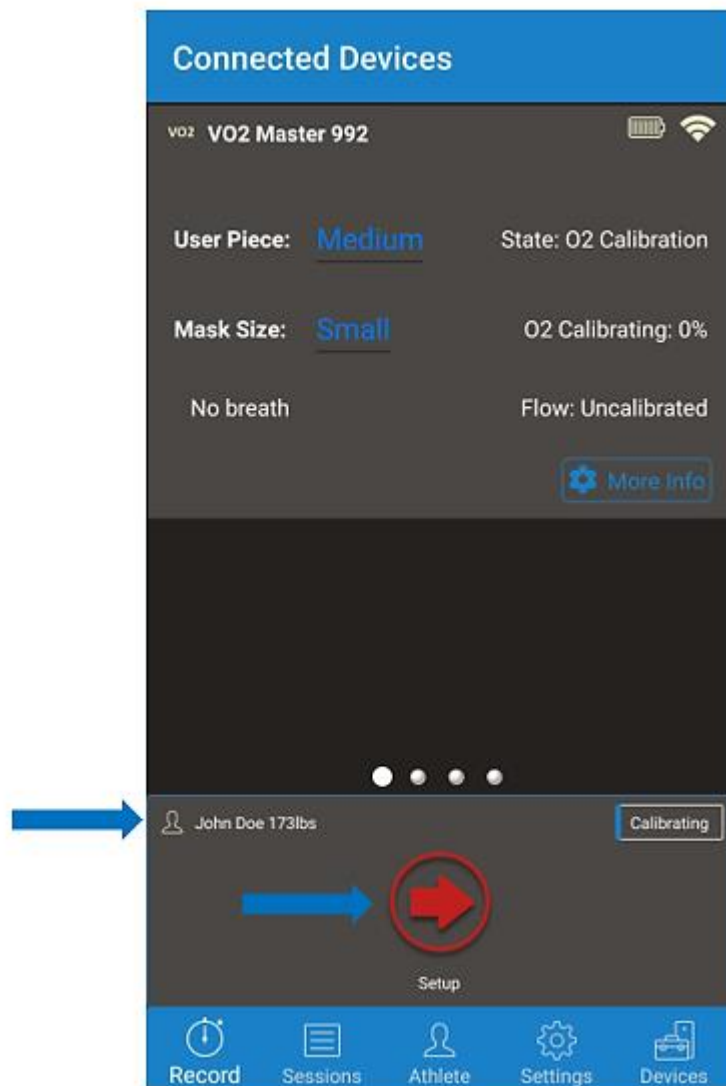 Connected Devices
VO2 VO2 Master 992
User Piece: Medium State: O2 Calibration
Mask Size: Small O2 Calibrating: 0%
No breath Flow: Uncalibrated
More Info
John Doe 173lbs Calibrating
Setup
Record Sessions Athlete Settings Devices